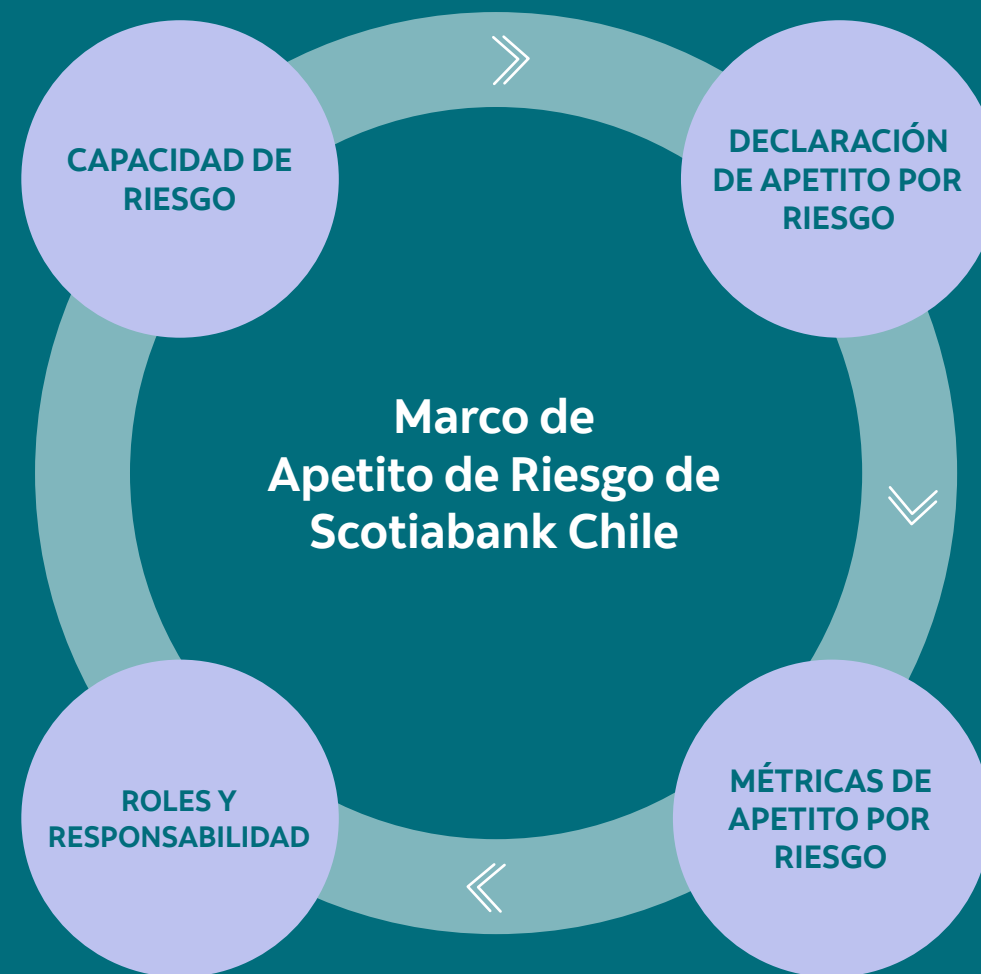 CAPACIDAD DE
RIESGO
DECLARACIÓN
DE APETITO POR
RIESGO
Marco de
Apetito de Riesgo de
Scotiabank Chile
ROLES Y
RESPONSABILIDAD
MÉTRICAS DE
APETITO POR
RIESGO